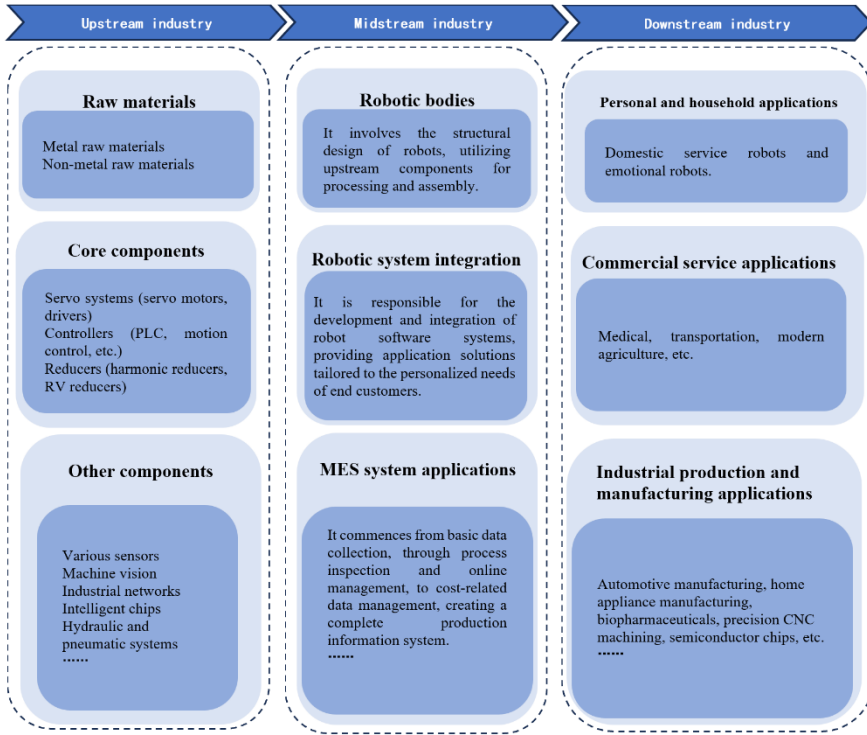 Upstream industry
Midstream industry
Downstream industry
Raw materials
Metal raw materials
Non-metal raw materials
Core components
Servo systems (servo motors,
drivers)
Controllers (PLC, motion
control, etc.)
Reducers (harmonic reducers,
RV reducers)
Other components
Various sensors
Machine vision
Industrial networks
Intelligent chips
Hydraulic and
pneumatic systems
......
Robotic bodies
It involves the structural
design of robots, utilizing
upstream components for
processing and assembly.
Robotic system integration
It is responsible for the
development and integration of
robot software systems,
providing application solutions
tailored to the personalized needs
of end customers.
MES system applications
It commences from basic data
collection, through process
inspection and online
management, to cost-related
data management, creating a
complete production
information system.
......
Personal and household applications
Domestic service robots and
emotional robots.
Commercial service applications
Medical, transportation, modern
agriculture, etc.
Industrial production and
manufacturing applications
Automotive manufacturing, home
appliance manufacturing,
biopharmaceuticals, precision CNC
machining, semiconductor chips, etc.
......